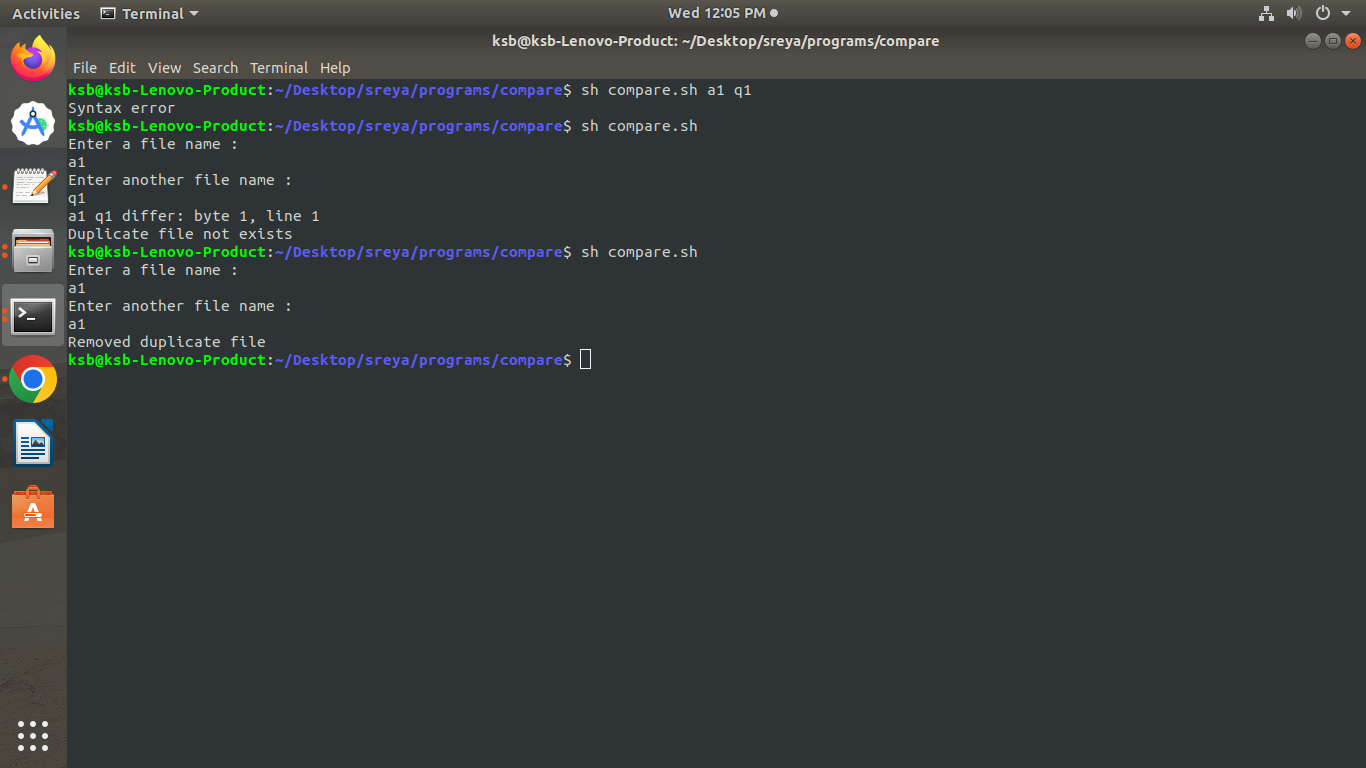 Activities Terminal Wed 12:05 PM
ksb@ksb-Lenovo-Product: ~/Desktop/sreya/programs/compare
File Edit View Search Terminal Help
ksb@ksb-Lenovo-Product:~/Desktop/sreya/programs/compare$ sh compare.sh a1 q1
Syntax error
ksb@ksb-Lenovo-Product:~/Desktop/sreya/programs/compare$ sh compare.sh
Enter a file name :
a1
Enter another file name :
q1
a1 q1 differ: byte 1, line 1
Duplicate file not exists
ksb@ksb-Lenovo-Product:~/Desktop/sreya/programs/compare$ sh compare.sh
Enter a file name :
a1
Enter another file name :
a1
Removed duplicate file
ksb@ksb-Lenovo-Product:~/Desktop/sreya/programs/compare$